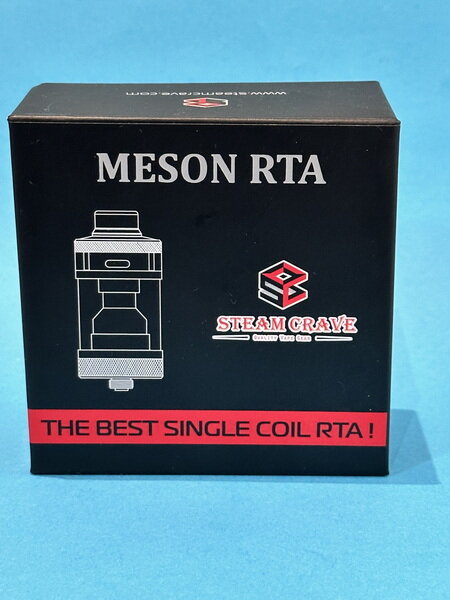 www.steamcrave.com
MESON RTA
STEAM CRAVE
Quality Vape Gear
THE BEST SINGLE COIL RTA !